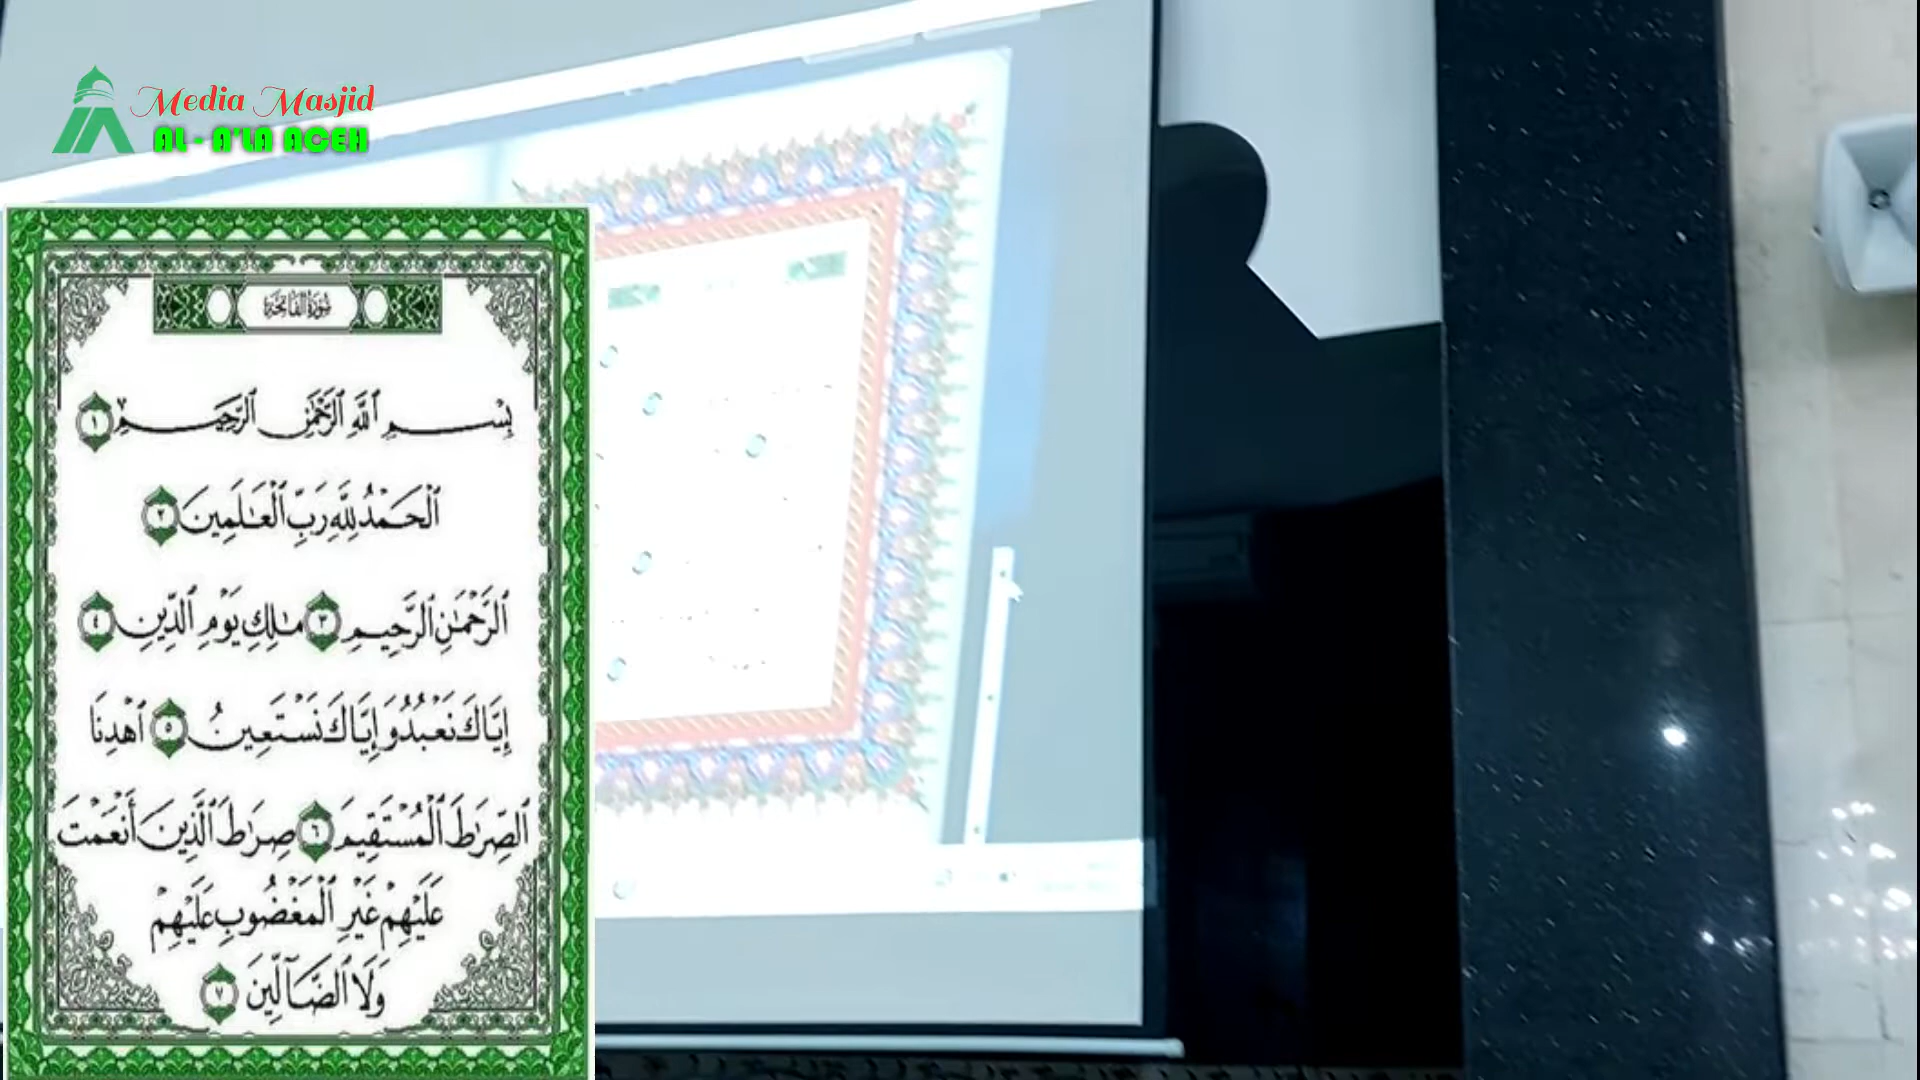 Media Masjid
AL-A'LA ACEH
سُورَةُ الفَاتِحَةِ
بِسْمِ ٱللَّهِ ٱلرَّحْمَٰنِ ٱلرَّحِيمِ ١
ٱلْحَمْدُ لِلَّهِ رَبِّ ٱلْعَٰلَمِينَ ٢
ٱلرَّحْمَٰنِ ٱلرَّحِيمِ ٣ مَٰلِكِ يَوْمِ ٱلدِّينِ ٤
إِيَّاكَ نَعْبُدُ وَإِيَّاكَ نَسْتَعِينُ ٥ ٱهْدِنَا
ٱلصِّرَٰطَ ٱلْمُسْتَقِيمَ ٦ صِرَٰطَ ٱلَّذِينَ أَنْعَمْتَ
عَلَيْهِمْ غَيْرِ ٱلْمَغْضُوبِ عَلَيْهِمْ
وَلَا ٱلضَّآلِّينَ ٧